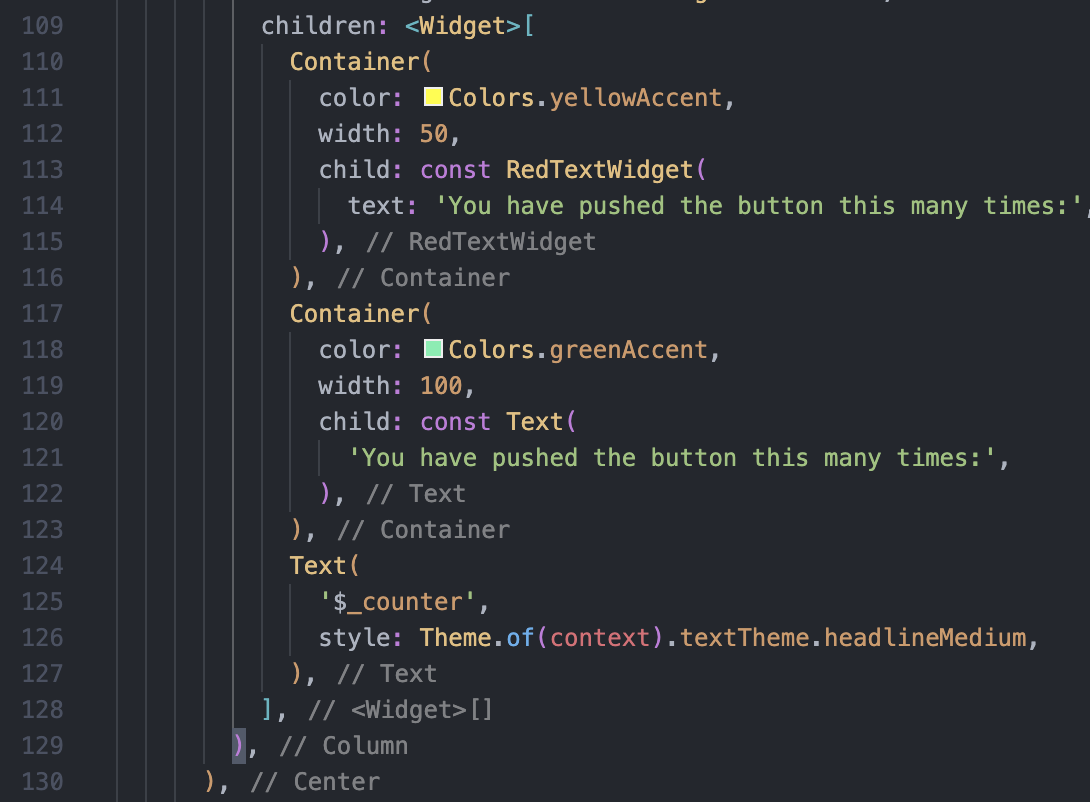 109 children: <Widget>[
110 Container(
111 color: Colors.yellowAccent,
112 width: 50,
113 child: const RedTextWidget(
114 text: 'You have pushed the button this many times:',
115 ), // RedTextWidget
116 ), // Container
117 Container(
118 color: Colors.greenAccent,
119 width: 100,
120 child: const Text(
121 'You have pushed the button this many times:',
122 ), // Text
123 ), // Container
124 Text(
125 '$_counter',
126 style: Theme.of(context).textTheme.headlineMedium,
127 ), // Text
128 ], // <Widget>[]
129 ), // Column
130 ), // Center